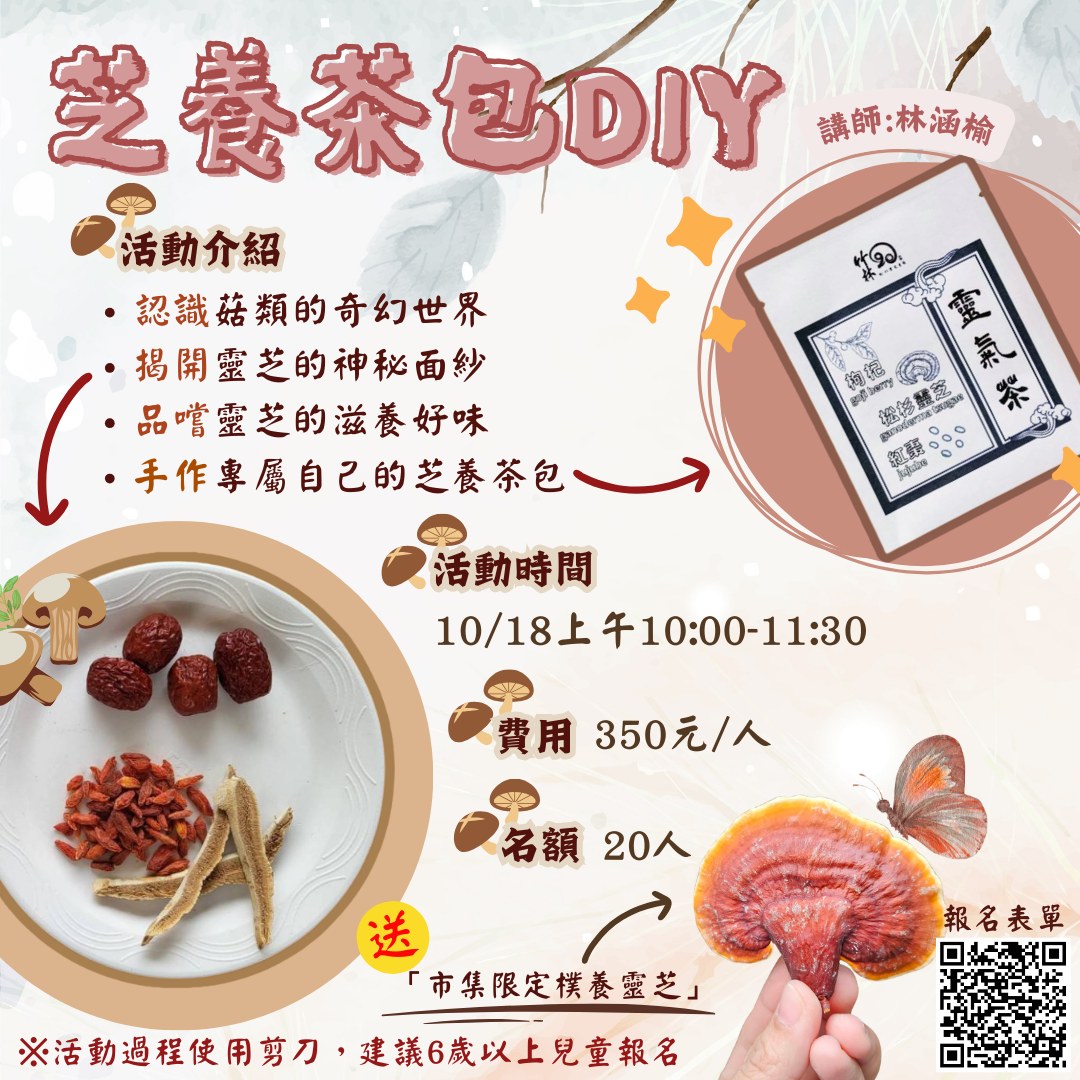 芝養茶包DIY
講師:林涵榆
活動介紹
• 認識菇類的奇幻世界
• 揭開靈芝的神秘面紗
• 品嚐靈芝的滋養好味
• 手作專屬自己的芝養茶包
竹林
靈氣茶
枸杞
goji berry
松杉靈芝
ganoderma tsugae
紅棗
jujube
活動時間
10/18上午10:00-11:30
費用 350元/人
名額 20人
送
「市集限定樸養靈芝」
報名表單
※活動過程使用剪刀，建議6歲以上兒童報名